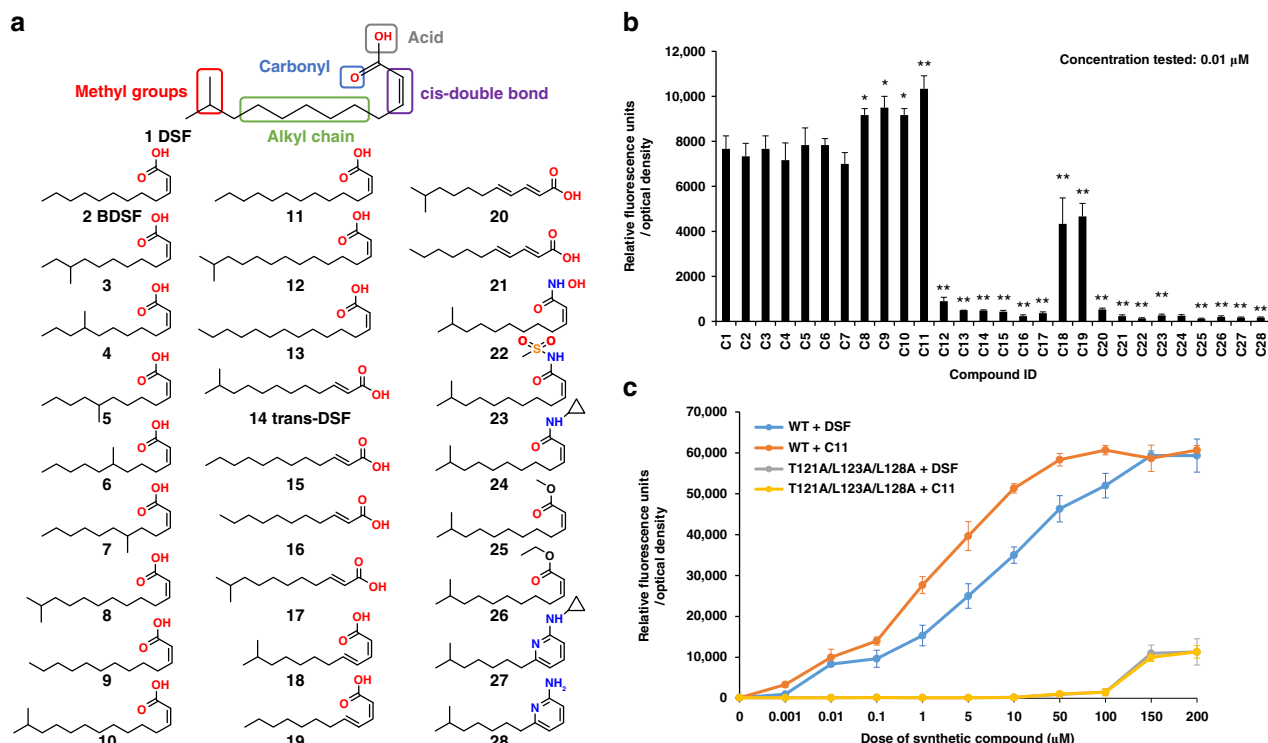 a
OH
Acid
Carbonyl
O
Methyl groups
cis-double bond
Alkyl chain
1 DSF
OH
O
2 BDSF
OH
O
3
OH
O
4
OH
O
5
OH
O
6
OH
O
7
OH
O
8
OH
O
9
OH
O
10
OH
O
11
OH
O
12
OH
O
13
O
OH
14 trans-DSF
O
OH
15
O
OH
16
O
OH
17
OH
O
18
OH
O
19
O
OH
20
O
OH
21
NH OH
O
22
O O
S
NH
O
23
NH
O
24
O
O
25
O
O
26
NH
N
27
NH2
N
28
b
Concentration tested: 0.01 µM
Relative fluorescence units
/ optical density
12,000
10,000
8000
6000
4000
2000
0
* * * ** ** ** ** ** ** ** ** ** ** ** ** ** ** ** ** **
C1 C2 C3 C4 C5 C6 C7 C8 C9 C10 C11 C12 C13 C14 C15 C16 C17 C18 C19 C20 C21 C22 C23 C24 C25 C26 C27 C28
Compound ID
c
Relative fluorescence units
/ optical density
70,000
60,000
50,000
40,000
30,000
20,000
10,000
0
WT + DSF
WT + C11
T121A/L123A/L128A + DSF
T121A/L123A/L128A + C11
0 0.001 0.01 0.1 1 5 10 50 100 150 200
Dose of synthetic compound (µM)